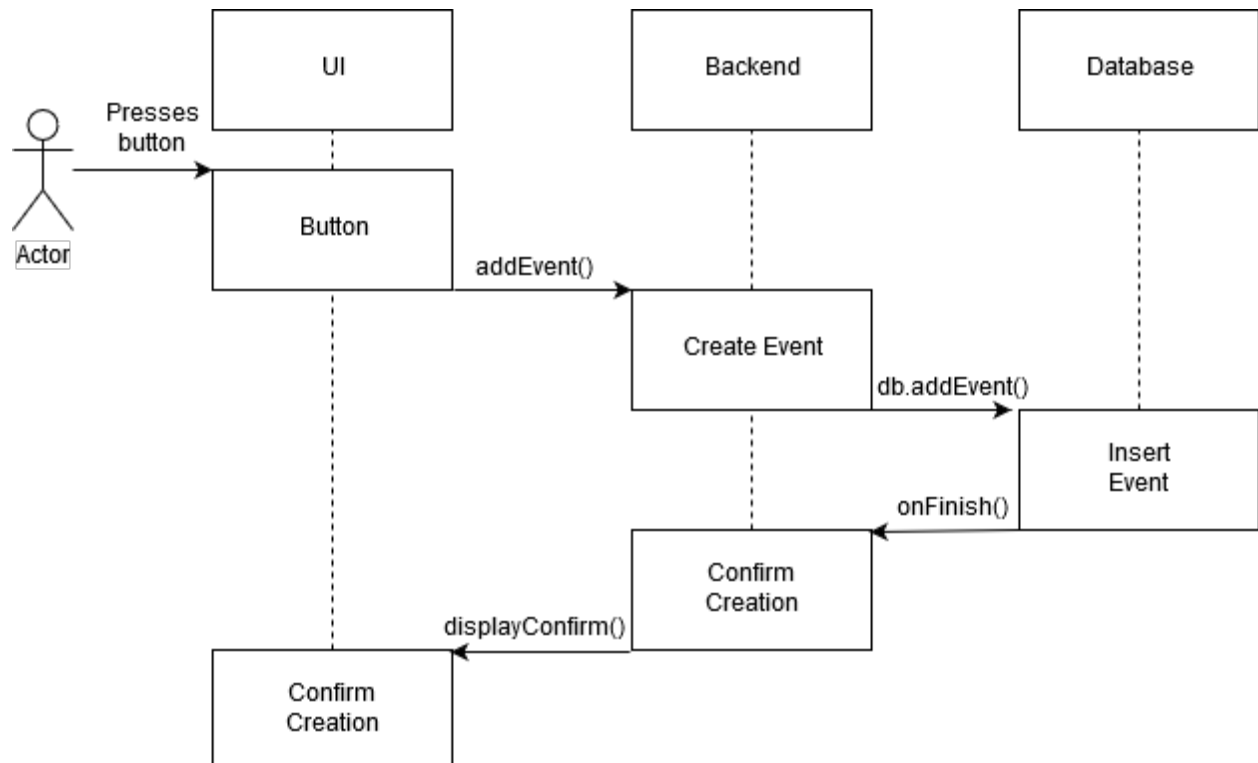 UI
Backend
Database
Presses
button
Actor
Button
addEvent()
Create Event
db.addEvent()
Insert
Event
onFinish()
Confirm
Creation
displayConfirm()
Confirm
Creation